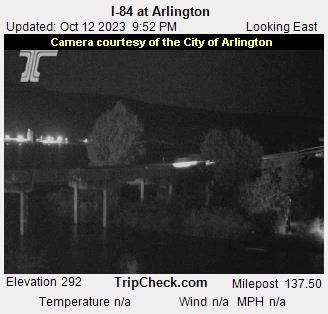 I-84 at Arlington
Updated: Oct 12 2023 9:52 PM Looking East
Camera courtesy of the City of Arlington
Elevation 292 TripCheck.com Milepost 137.50
Temperature n/a Wind n/a MPH n/a